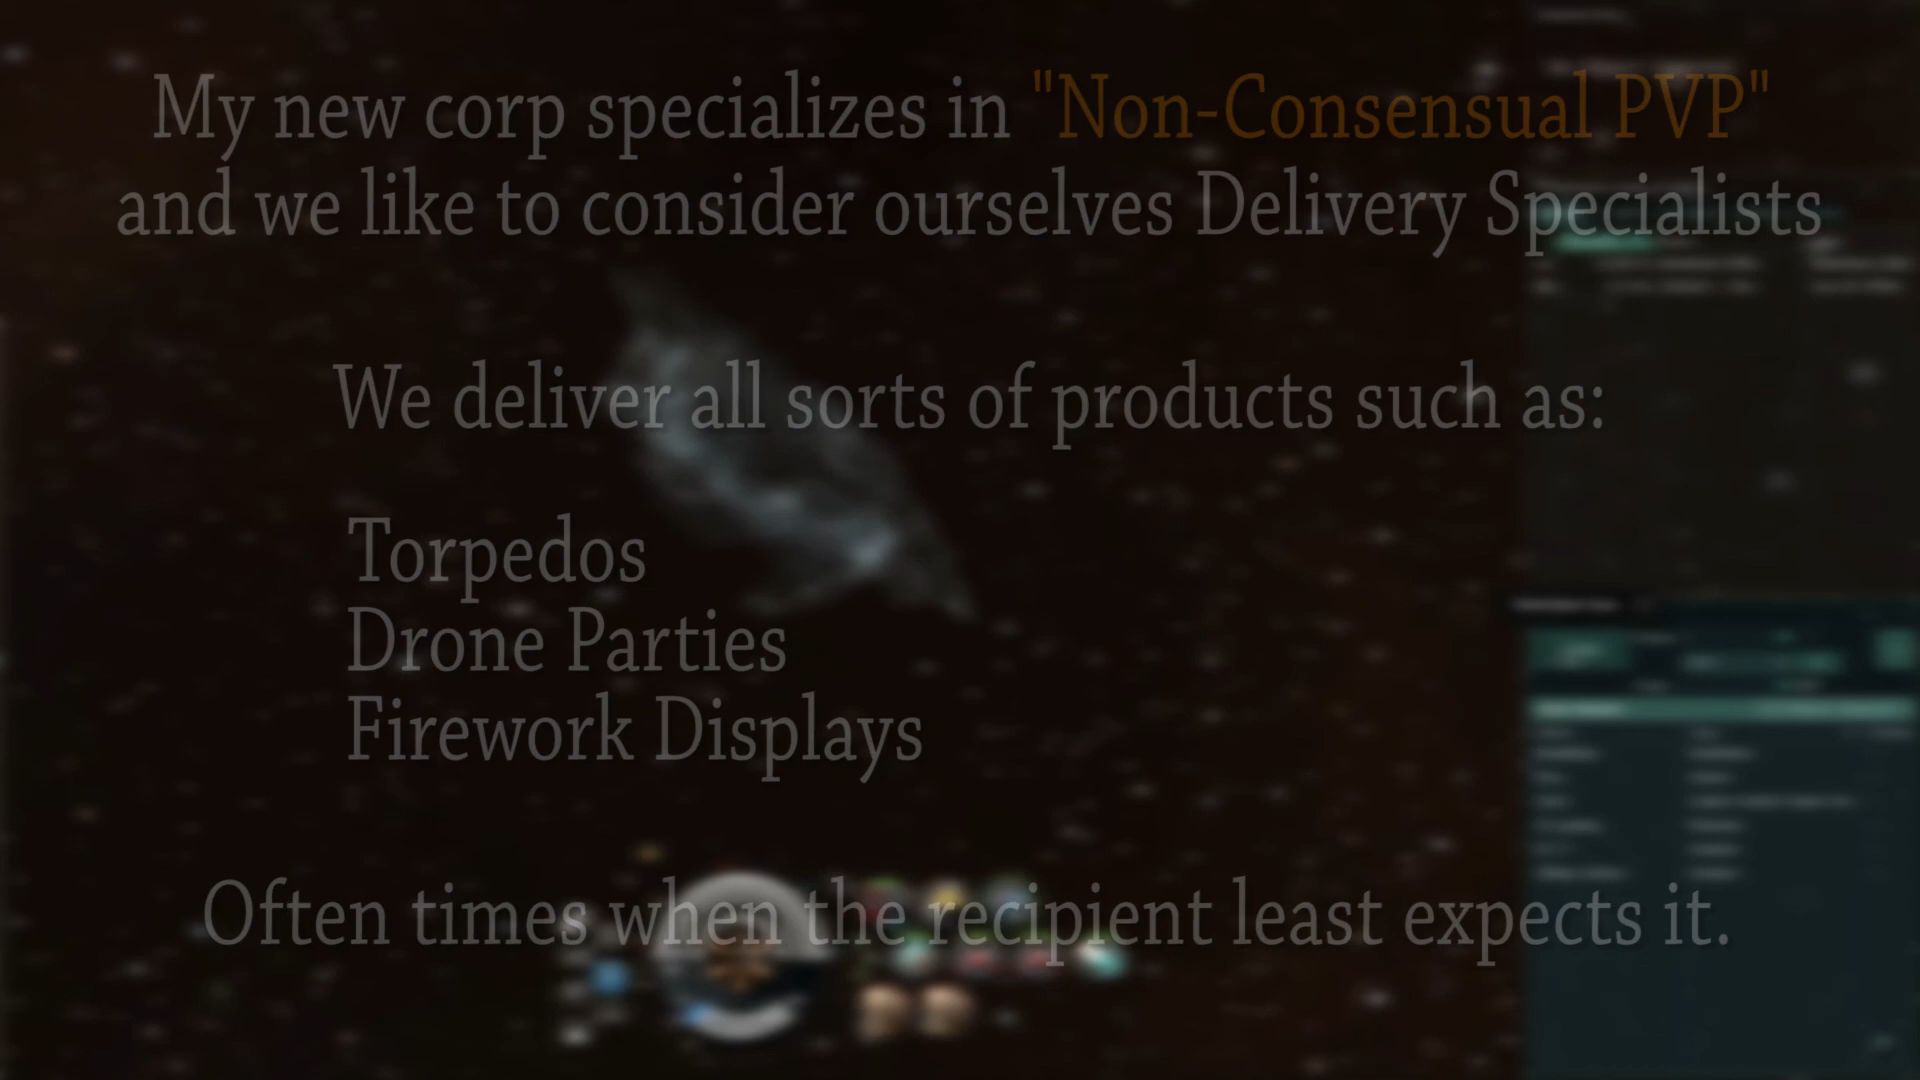 My new corp specializes in "Non-Consensual PVP"
and we like to consider ourselves Delivery Specialists
We deliver all sorts of products such as:
Torpedos
Drone Parties
Firework Displays
Often times when the recipient least expects it.